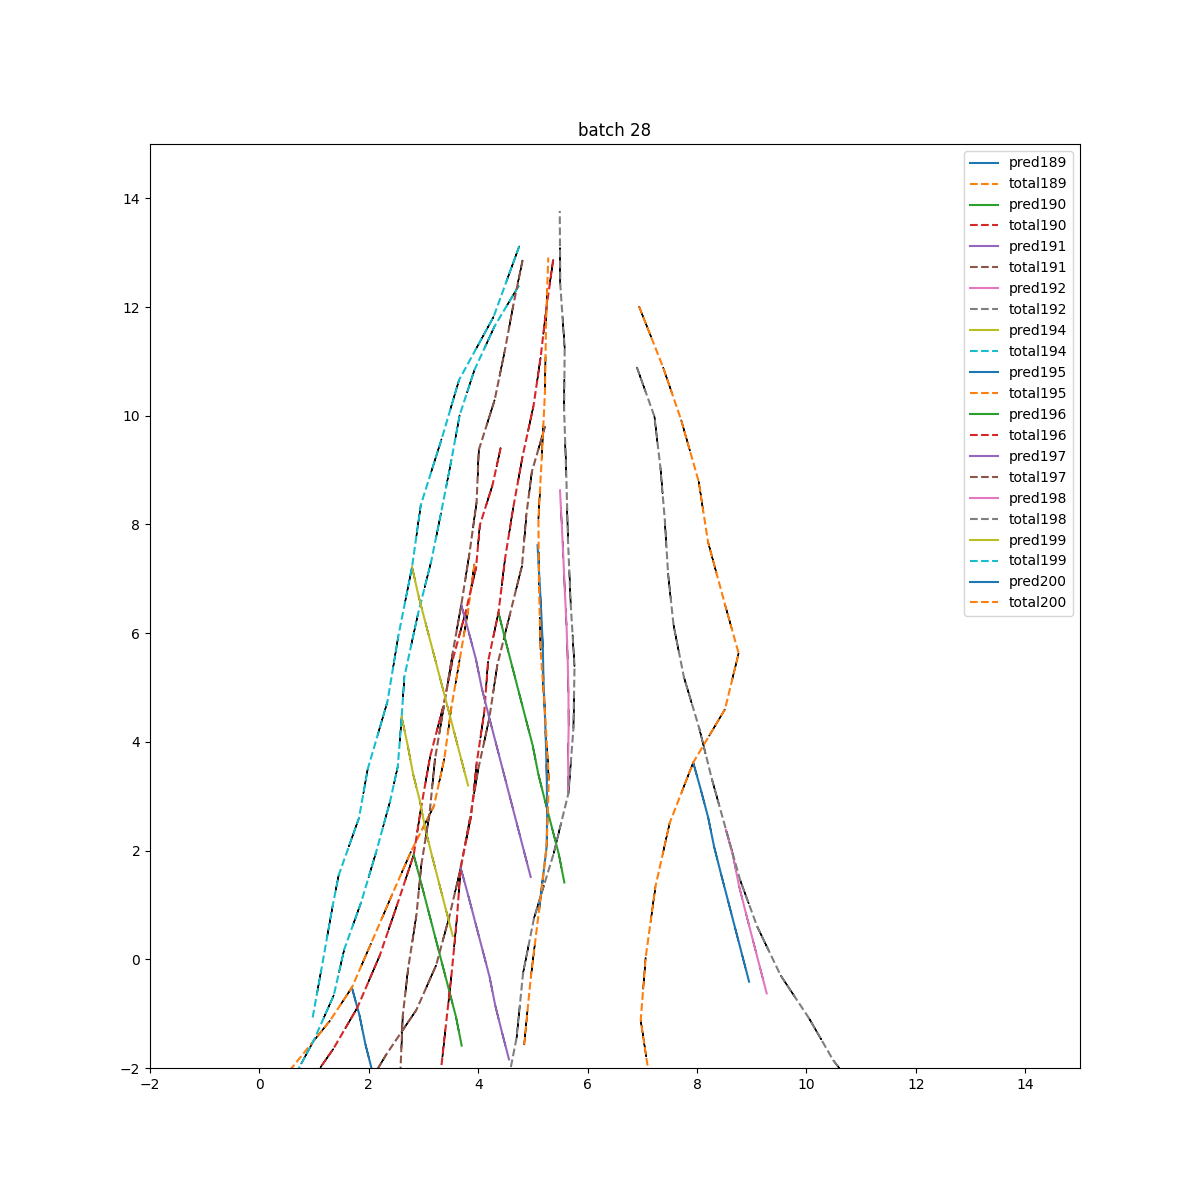 batch 28
pred189
total189
pred190
total190
pred191
total191
pred192
total192
pred194
total194
pred195
total195
pred196
total196
pred197
total197
pred198
total198
pred199
total199
pred200
total200
14
12
10
8
6
4
2
0
−2
−2 0 2 4 6 8 10 12 14